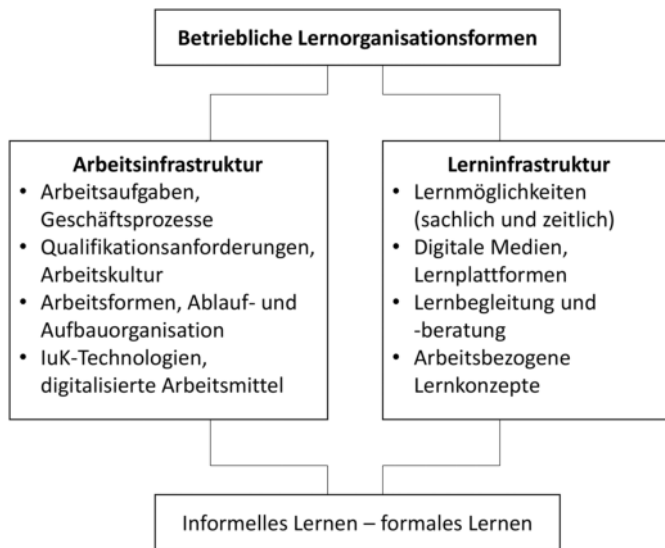 Betriebliche Lernorganisationsformen
Arbeitsinfrastruktur
• Arbeitsaufgaben,
Geschäftsprozesse
• Qualifikationsanforderungen,
Arbeitskultur
• Arbeitsformen, Ablauf- und
Aufbauorganisation
• IuK-Technologien,
digitalisierte Arbeitsmittel
Lerninfrastruktur
• Lernmöglichkeiten
(sachlich und zeitlich)
• Digitale Medien,
Lernplattformen
• Lernbegleitung und
-beratung
• Arbeitsbezogene
Lernkonzepte
Informelles Lernen – formales Lernen